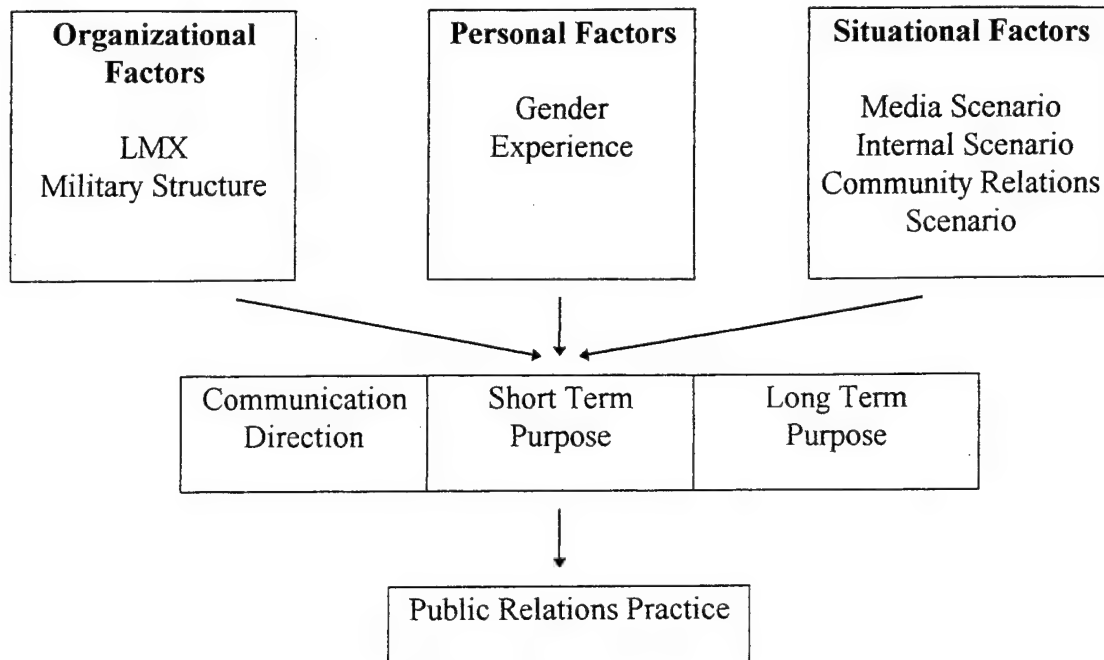 Organizational
Factors
LMX
Military Structure
Personal Factors
Gender
Experience
Situational Factors
Media Scenario
Internal Scenario
Community Relations
Scenario
Communication
Direction
Short Term
Purpose
Long Term
Purpose
Public Relations Practice